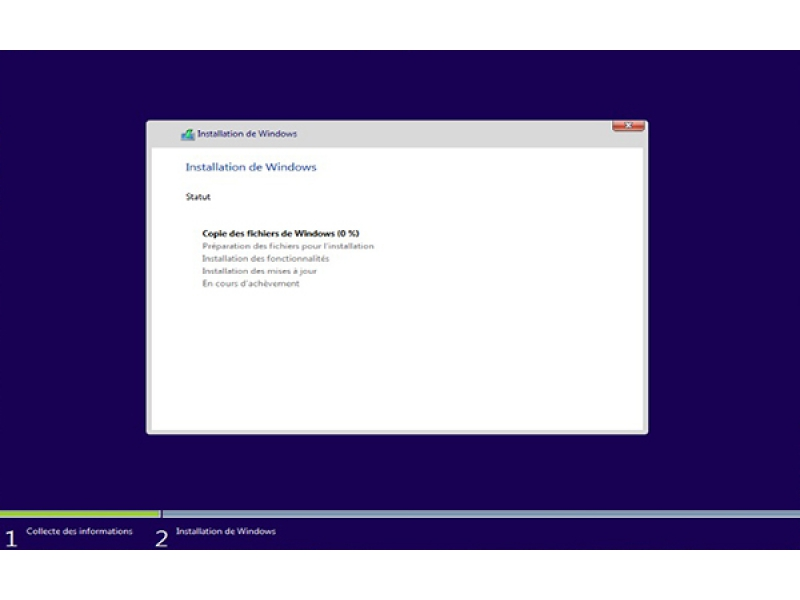 Installation de Windows
Installation de Windows
Statut
Copie des fichiers de Windows (0 %)
Préparation des fichiers pour l'installation
Installation des fonctionnalités
Installation des mises à jour
En cours d'achèvement
1 Collecte des informations
2 Installation de Windows